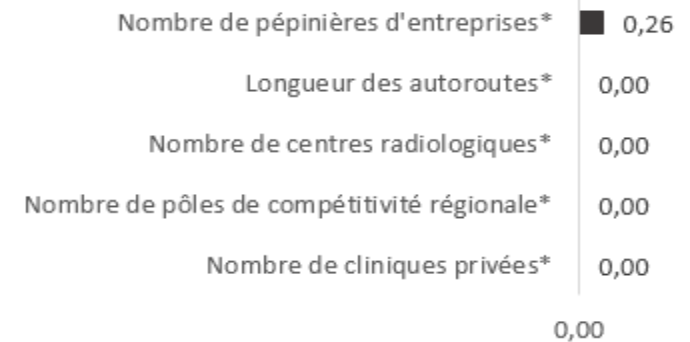 Nombre de pépinières d'entreprises* 0,26
Longueur des autoroutes* 0,00
Nombre de centres radiologiques* 0,00
Nombre de pôles de compétitivité régionale* 0,00
Nombre de cliniques privées* 0,00
0,00